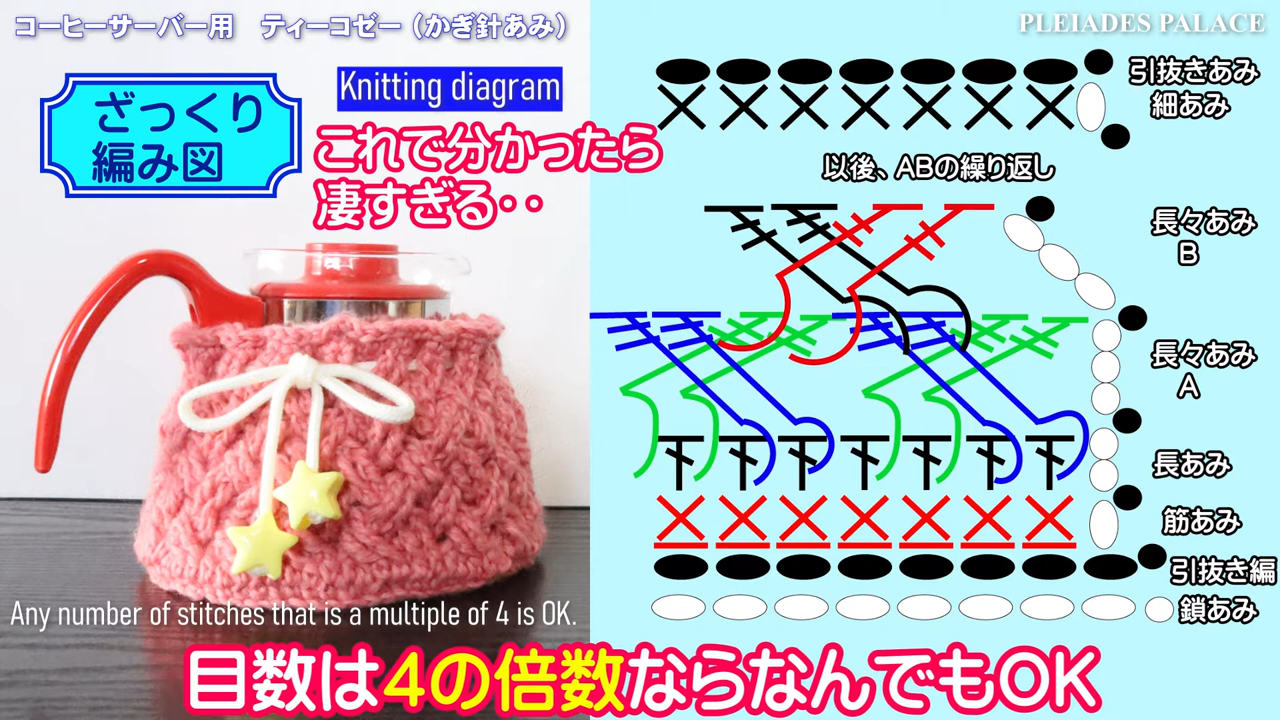 コーヒーサーバー用 ティーコゼー(かぎ針あみ)
PLEIADES PALACE
ざっくり
編み図
Knitting diagram
これで分かったら
凄すぎる‥
引抜きあみ
細あみ
以後、ABの繰り返し
長々あみ
B
長々あみ
A
長あみ
筋あみ
引抜き編
鎖あみ
Any number of stitches that is a multiple of 4 is OK.
目数は4の倍数ならなんでもOK